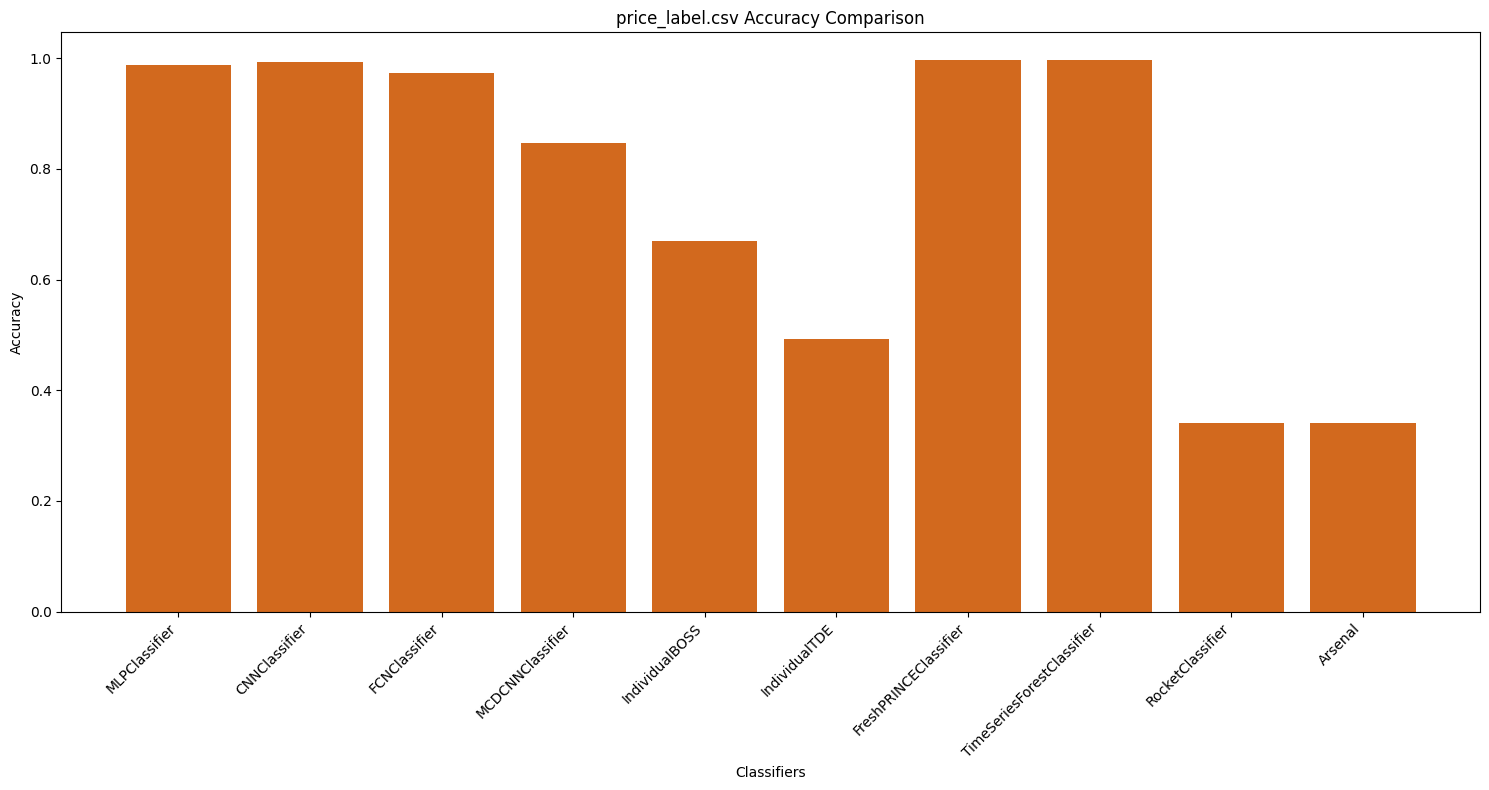 price_label.csv Accuracy Comparison
Accuracy
1.0
0.8
0.6
0.4
0.2
0.0
MLPClassifier
CNNClassifier
FCNClassifier
MCDCNNClassifier
IndividualBOSS
IndividualTDE
FreshPRINCEClassifier
TimeSeriesForestClassifier
RocketClassifier
Arsenal
Classifiers